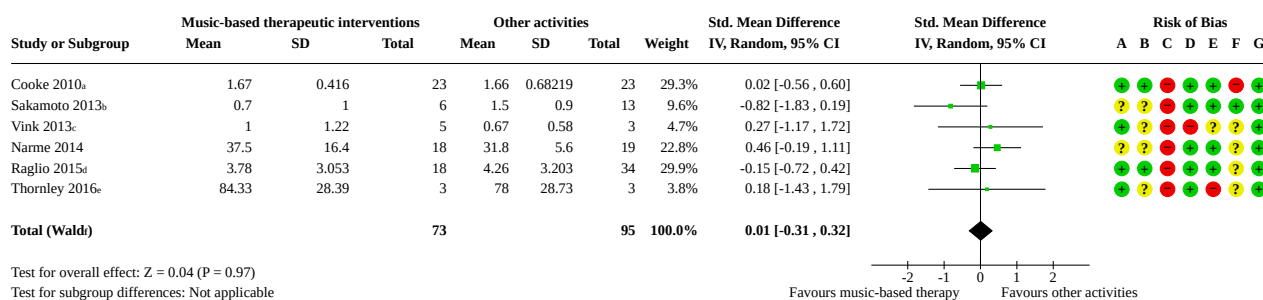 Music-based therapeutic interventions Other activities Std. Mean Difference Std. Mean Difference Risk of Bias
Study or Subgroup Mean SD Total Mean SD Total Weight IV, Random, 95% CI IV, Random, 95% CI A B C D E F G
Cooke 2010a 1.67 0.416 23 1.66 0.68219 23 29.3% 0.02 [-0.56 , 0.60] + + − + + − +
Sakamoto 2013b 0.7 1 6 1.5 0.9 13 9.6% -0.82 [-1.83 , 0.19] ? ? − + + + +
Vink 2013c 1 1.22 5 0.67 0.58 3 4.7% 0.27 [-1.17 , 1.72] + ? − − ? ? +
Narme 2014 37.5 16.4 18 31.8 5.6 19 22.8% 0.46 [-0.19 , 1.11] ? ? − + + ? +
Raglio 2015d 3.78 3.053 18 4.26 3.203 34 29.9% -0.15 [-0.72 , 0.42] + + − + + ? +
Thornley 2016e 84.33 28.39 3 78 28.73 3 3.8% 0.18 [-1.43 , 1.79] + ? − + − ? +
Total (Waldf) 73 95 100.0% 0.01 [-0.31 , 0.32]
Test for overall effect: Z = 0.04 (P = 0.97)
Test for subgroup differences: Not applicable
-2 -1 0 1 2
Favours music-based therapy Favours other activities